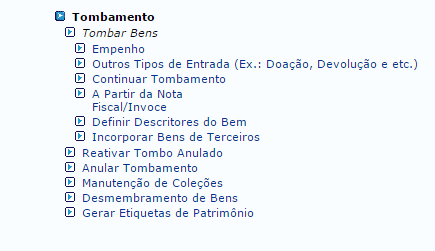 Tombamento
Tombar Bens
Empenho
Outros Tipos de Entrada (Ex.: Doação, Devolução e etc.)
Continuar Tombamento
A Partir da Nota
Fiscal/Invoce
Definir Descritores do Bem
Incorporar Bens de Terceiros
Reativar Tombo Anulado
Anular Tombamento
Manutenção de Coleções
Desmembramento de Bens
Gerar Etiquetas de Patrimônio